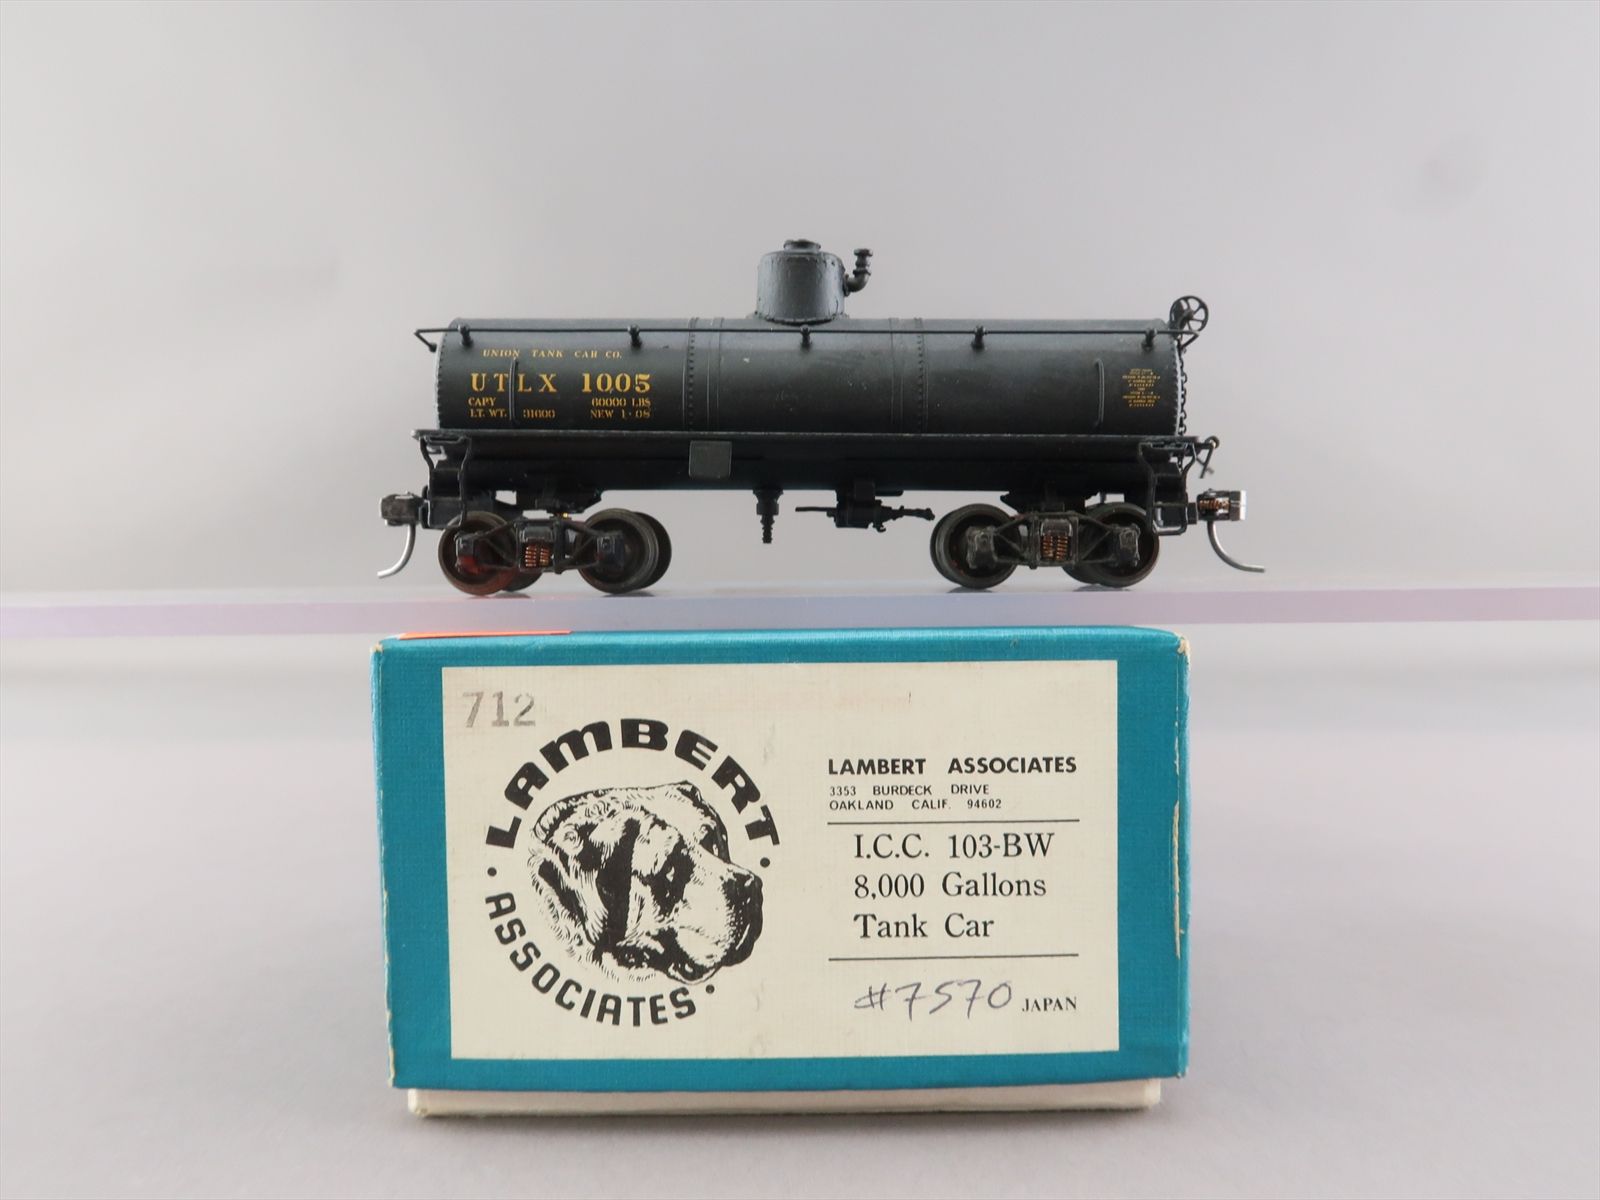 UNION TANK CAR CO.
UTLX 1005
CAPY 60000 LBS
LT. WT. 31600 NEW 1-08
712
LAMBERT
ASSOCIATES
LAMBERT ASSOCIATES
3353 BURDECK DRIVE
OAKLAND CALIF. 94602
I.C.C. 103-BW
8,000 Gallons
Tank Car
#7570 JAPAN